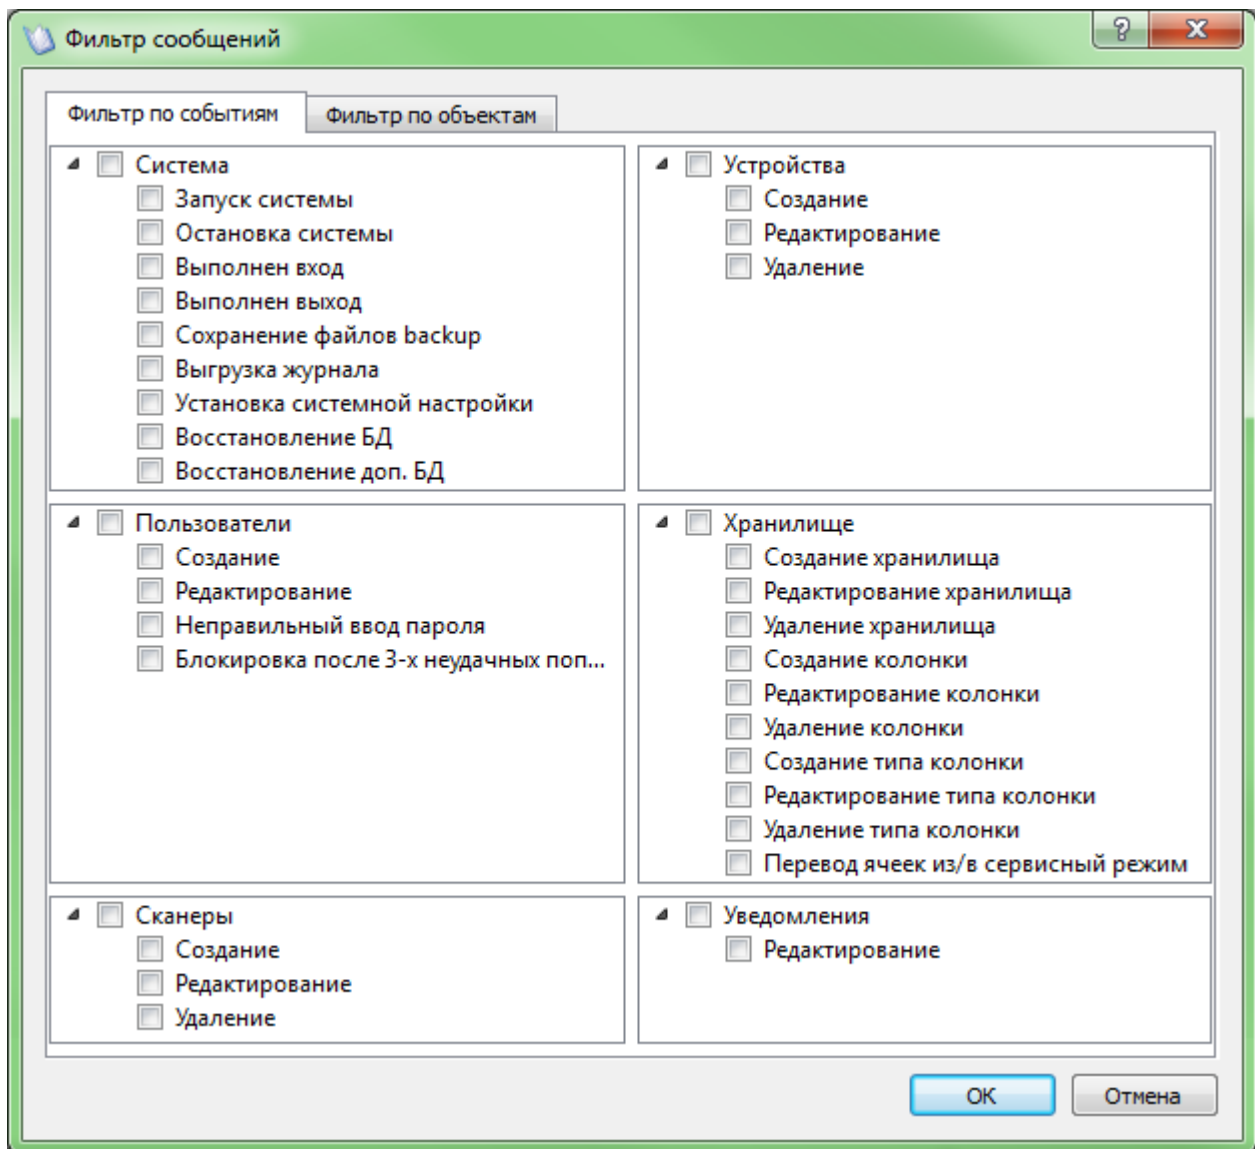 Фильтр сообщений
Фильтр по событиям
Фильтр по объектам
Система
Запуск системы
Остановка системы
Выполнен вход
Выполнен выход
Сохранение файлов backup
Выгрузка журнала
Установка системной настройки
Восстановление БД
Восстановление доп. БД
Устройства
Создание
Редактирование
Удаление
Пользователи
Создание
Редактирование
Неправильный ввод пароля
Блокировка после 3-х неудачных поп...
Хранилище
Создание хранилища
Редактирование хранилища
Удаление хранилища
Создание колонки
Редактирование колонки
Удаление колонки
Создание типа колонки
Редактирование типа колонки
Удаление типа колонки
Перевод ячеек из/в сервисный режим
Сканеры
Создание
Редактирование
Удаление
Уведомления
Редактирование
OK
Отмена